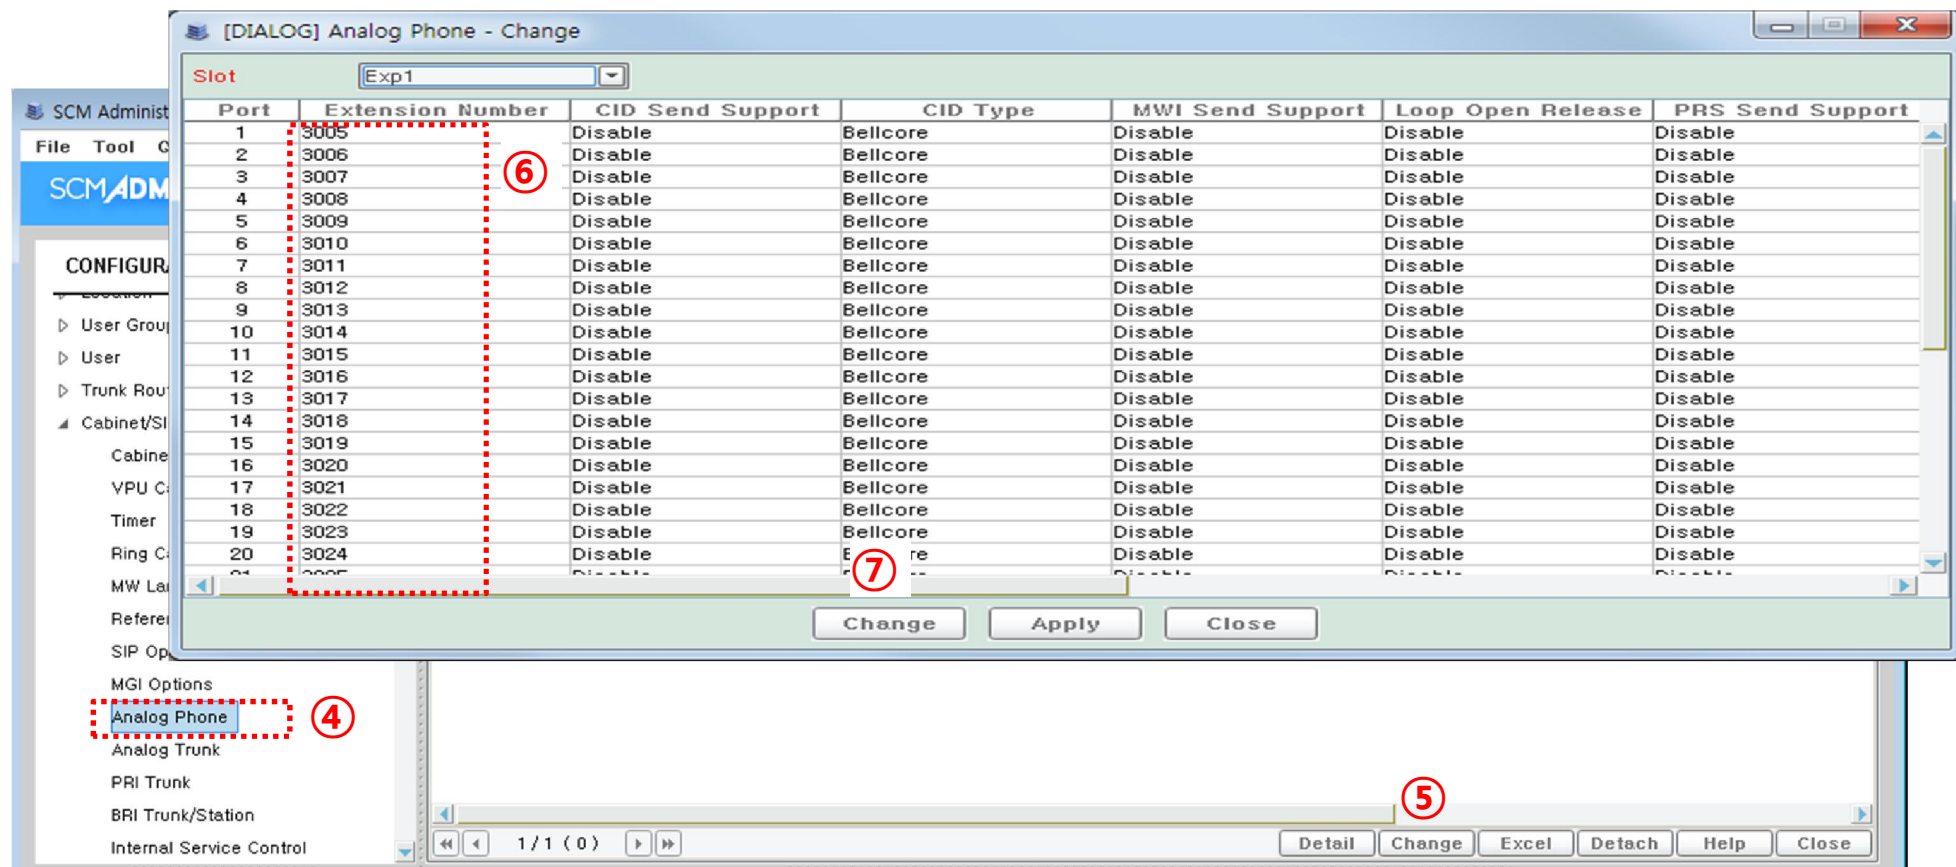 [DIALOG] Analog Phone - Change
Slot Exp1
Port Extension Number CID Send Support CID Type MWI Send Support Loop Open Release PRS Send Support
1 3005 Disable Bellcore Disable Disable Disable
2 3006 Disable Bellcore Disable Disable Disable
3 3007 Disable Bellcore Disable Disable Disable
4 3008 Disable Bellcore Disable Disable Disable
5 3009 Disable Bellcore Disable Disable Disable
6 3010 Disable Bellcore Disable Disable Disable
7 3011 Disable Bellcore Disable Disable Disable
8 3012 Disable Bellcore Disable Disable Disable
9 3013 Disable Bellcore Disable Disable Disable
10 3014 Disable Bellcore Disable Disable Disable
11 3015 Disable Bellcore Disable Disable Disable
12 3016 Disable Bellcore Disable Disable Disable
13 3017 Disable Bellcore Disable Disable Disable
14 3018 Disable Bellcore Disable Disable Disable
15 3019 Disable Bellcore Disable Disable Disable
16 3020 Disable Bellcore Disable Disable Disable
17 3021 Disable Bellcore Disable Disable Disable
18 3022 Disable Bellcore Disable Disable Disable
19 3023 Disable Bellcore Disable Disable Disable
20 3024 Disable Disable Disable Disable
⑥
⑦
Change Apply Close
SCM Administ
File Tool G
SCM ADM
CONFIGURA
User Grou
User
Trunk Rou
Cabinet/Sl
Cabine
VPU Ca
Timer
Ring Ca
MW La
Refere
SIP Op
MGI Options
Analog Phone ④
Analog Trunk
PRI Trunk
BRI Trunk/Station
Internal Service Control
⑤
1/1 (0) Detail Change Excel Detach Help Close